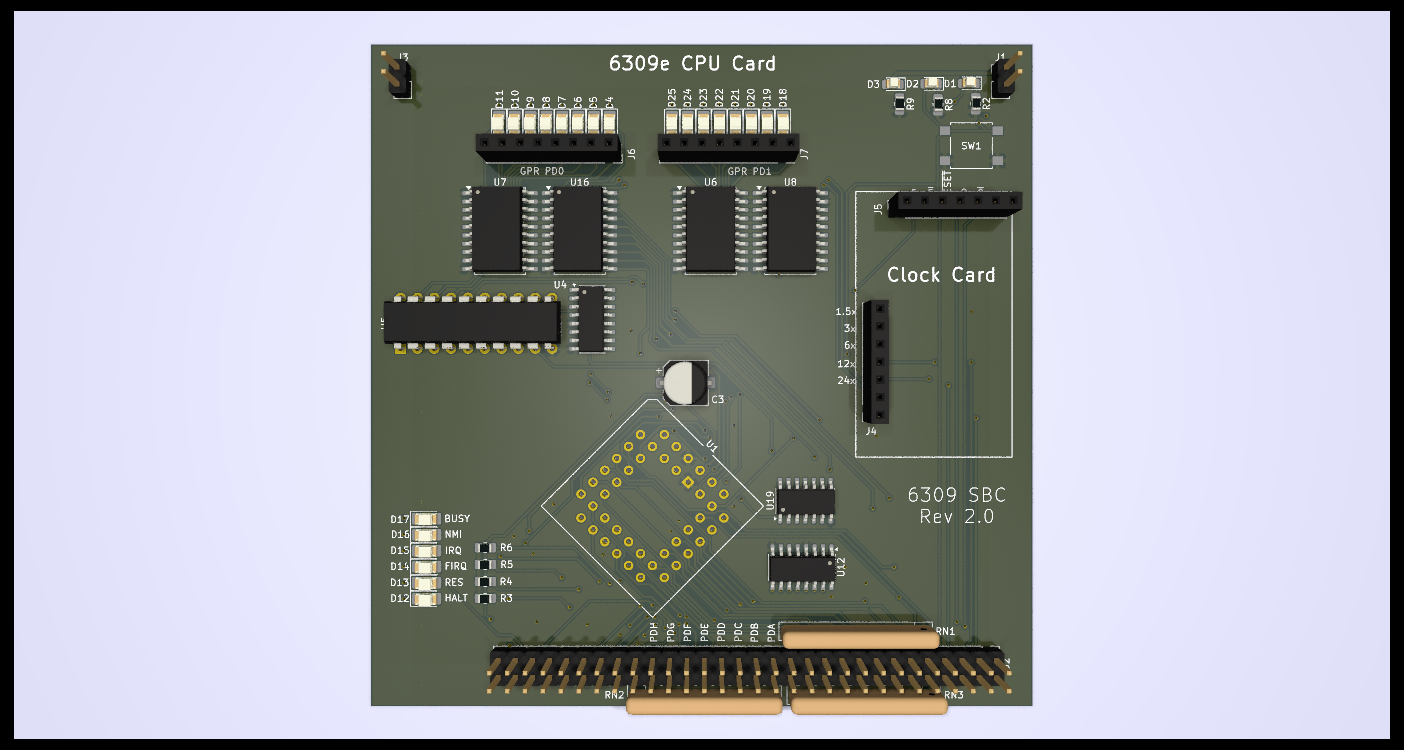 6309e CPU Card
J3
J1
D3
D2
D1
R9
R8
R2
D11
D10
D9
D8
D7
D6
D5
D4
D25
D24
D23
D22
D21
D20
D19
D18
SW1
J6
J7
GPR PD0
GPR PD1
U7
U16
U6
U8
J5
Clock Card
U4
1.5x
3x
6x
12x
24x
J4
C3
U1
U19
U12
6309 SBC
Rev 2.0
D17 BUSY
D16 NMI
D15 IRQ
D14 FIRQ
D13 RES
D12 HALT
R6
R5
R4
R3
PDH
PDG
PDF
PDE
PDD
PDC
PDB
PDA
RN1
RN2
RN3